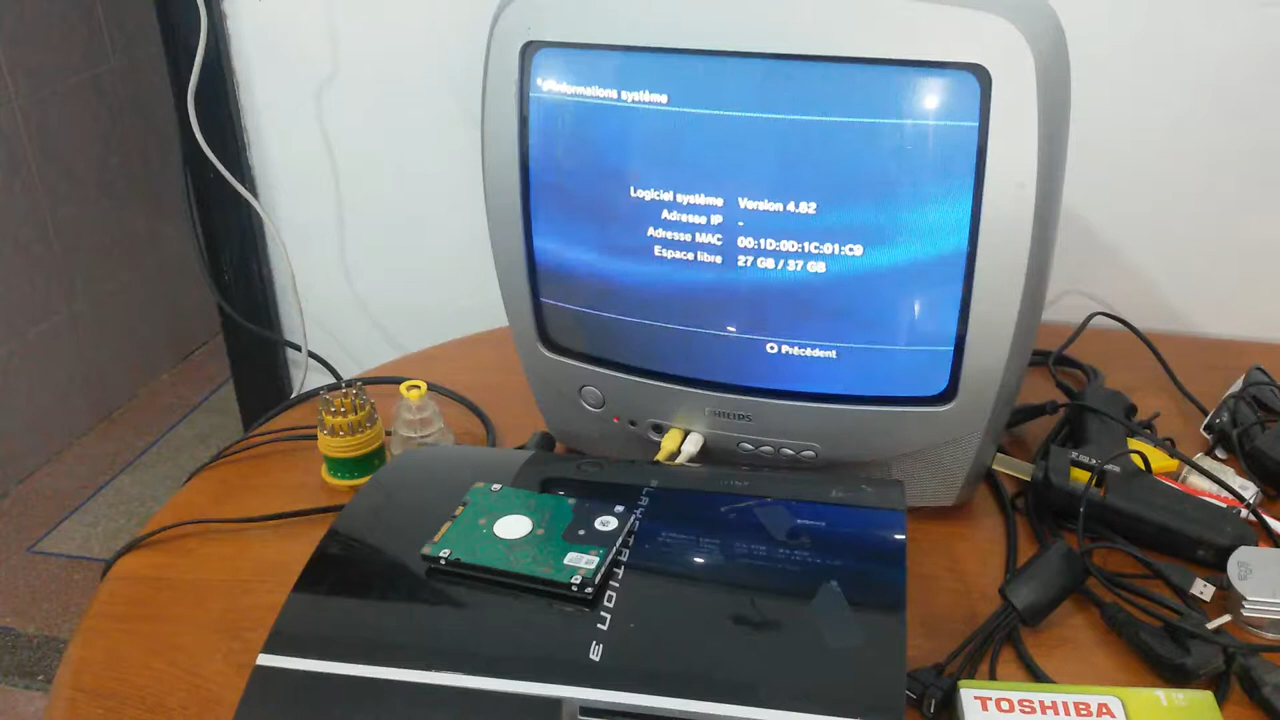 Informations système
Logiciel système Version 4.82
Adresse IP -
Adresse MAC 00:1D:0D:1C:01:C9
Espace libre 27 GB / 37 GB
Précédent
PHILIPS
PLAYSTATION 3
TOSHIBA